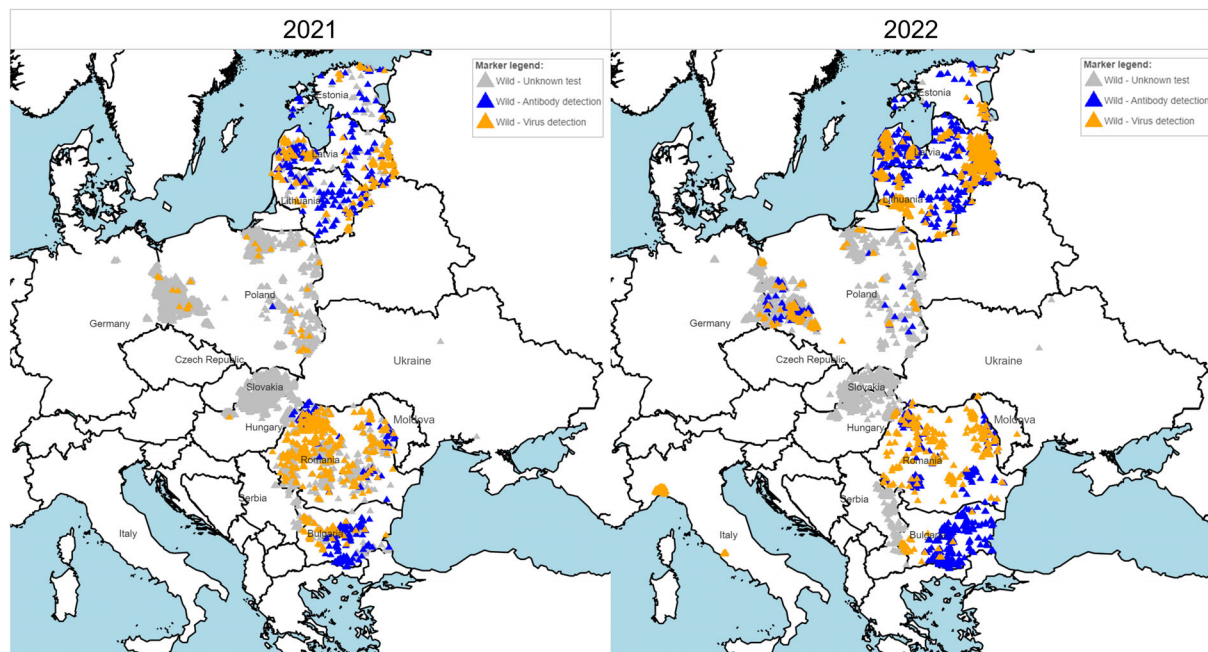 2021
2022
Marker legend:
Wild - Unknown test
Wild - Antibody detection
Wild - Virus detection
Estonia
Latvia
Lithuania
Poland
Germany
Czech Republic
Ukraine
Slovakia
Hungary
Moldova
Romania
Serbia
Bulgaria
Italy
Marker legend:
Wild - Unknown test
Wild - Antibody detection
Wild - Virus detection
Estonia
Latvia
Lithuania
Poland
Germany
Czech Republic
Ukraine
Slovakia
Hungary
Moldova
Romania
Serbia
Bulgaria
Italy